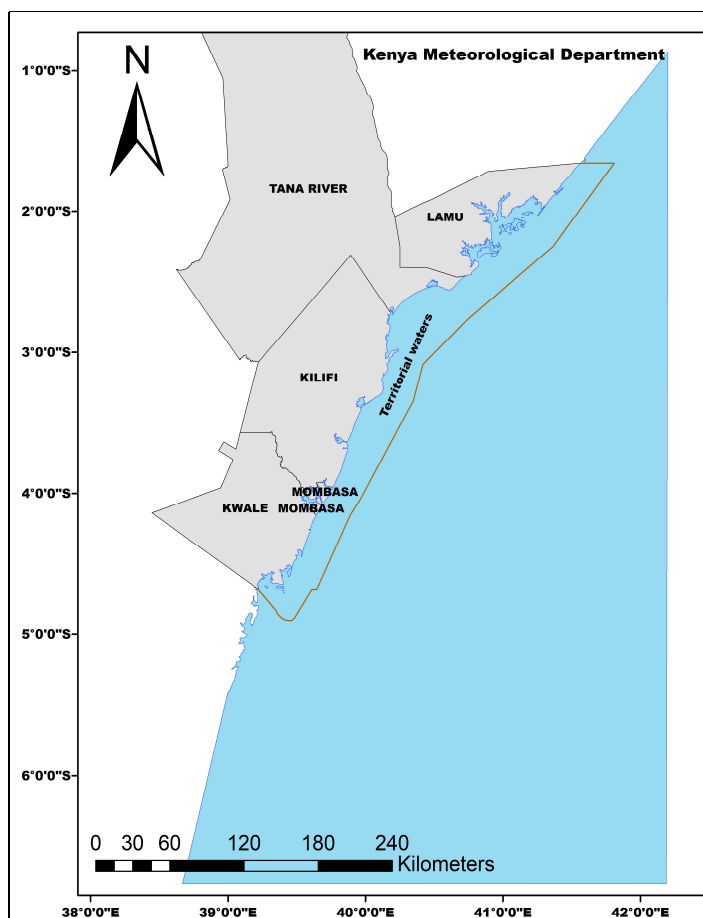 Kenya Meteorological Department
N
1°0'0"S
TANA RIVER
2°0'0"S
LAMU
3°0'0"S
Territorial waters
KILIFI
4°0'0"S
MOMBASA
KWALE MOMBASA
5°0'0"S
6°0'0"S
0 30 60 120 180 240
Kilometers
38°0'0"E 39°0'0"E 40°0'0"E 41°0'0"E 42°0'0"E